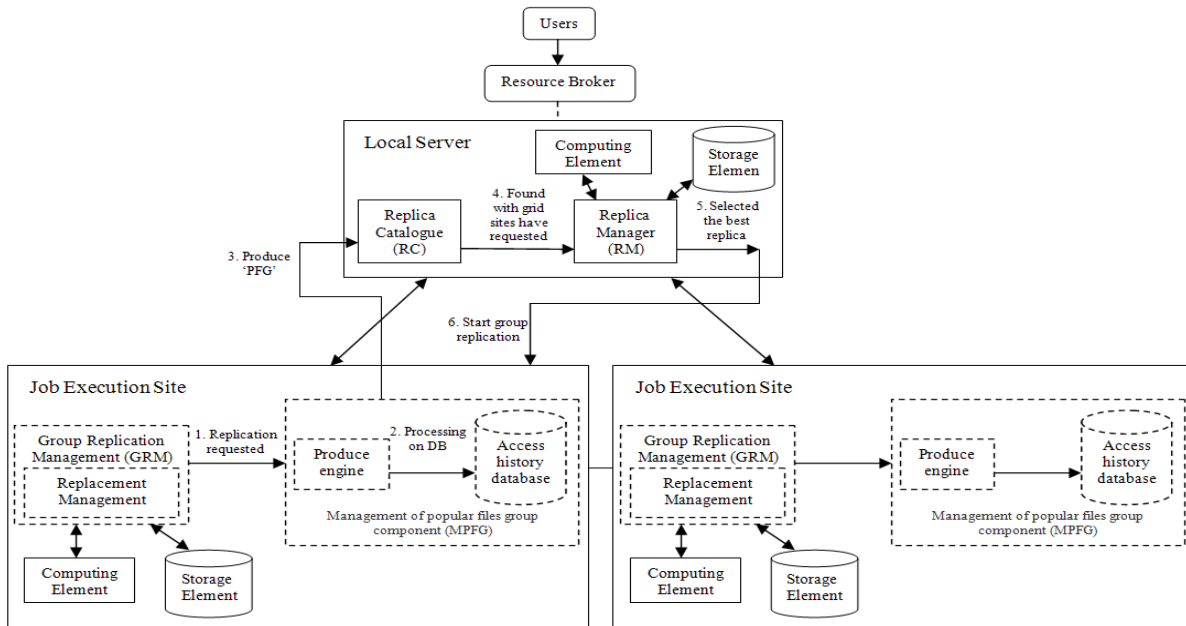 Users
Resource Broker
Local Server
Computing
Element
Storage
Elemen
4. Found
with grid
sites have
requested
5. Selected
the best
replica
Replica
Catalogue
(RC)
Replica
Manager
(RM)
3. Produce
‘PFG’
6. Start group
replication
Job Execution Site
Group Replication
Management (GRM)
Replacement
Management
1. Replication
requested
Produce
engine
2. Processing
on DB
Access
history
database
Management of popular files group
component (MPFG)
Computing
Element
Storage
Element
Job Execution Site
Group Replication
Management (GRM)
Replacement
Management
Produce
engine
Access
history
database
Management of popular files group
component (MPFG)
Computing
Element
Storage
Element